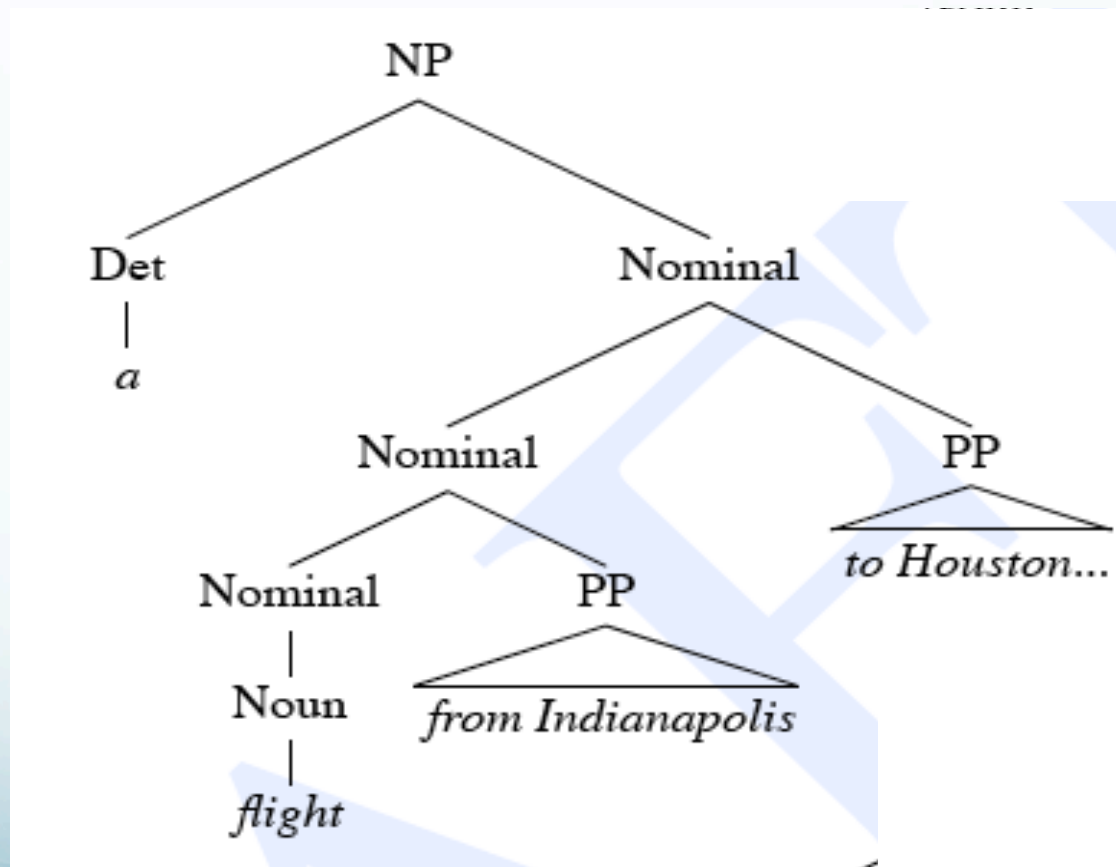 NP
Det Nominal
a
Nominal PP
to Houston...
Nominal PP
Noun
from Indianapolis
flight